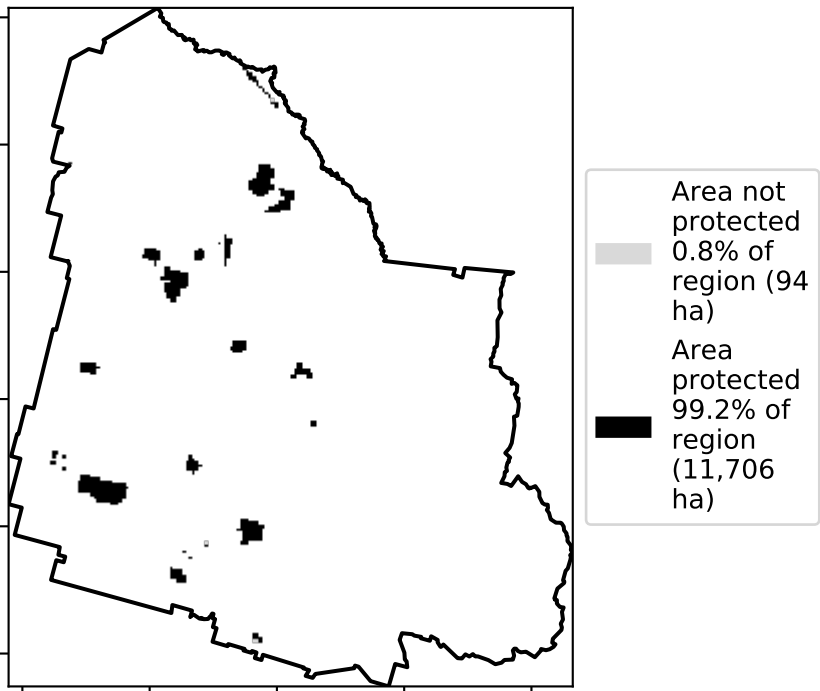 Area not
protected
0.8% of
region (94
ha)
Area
protected
99.2% of
region
(11,706
ha)